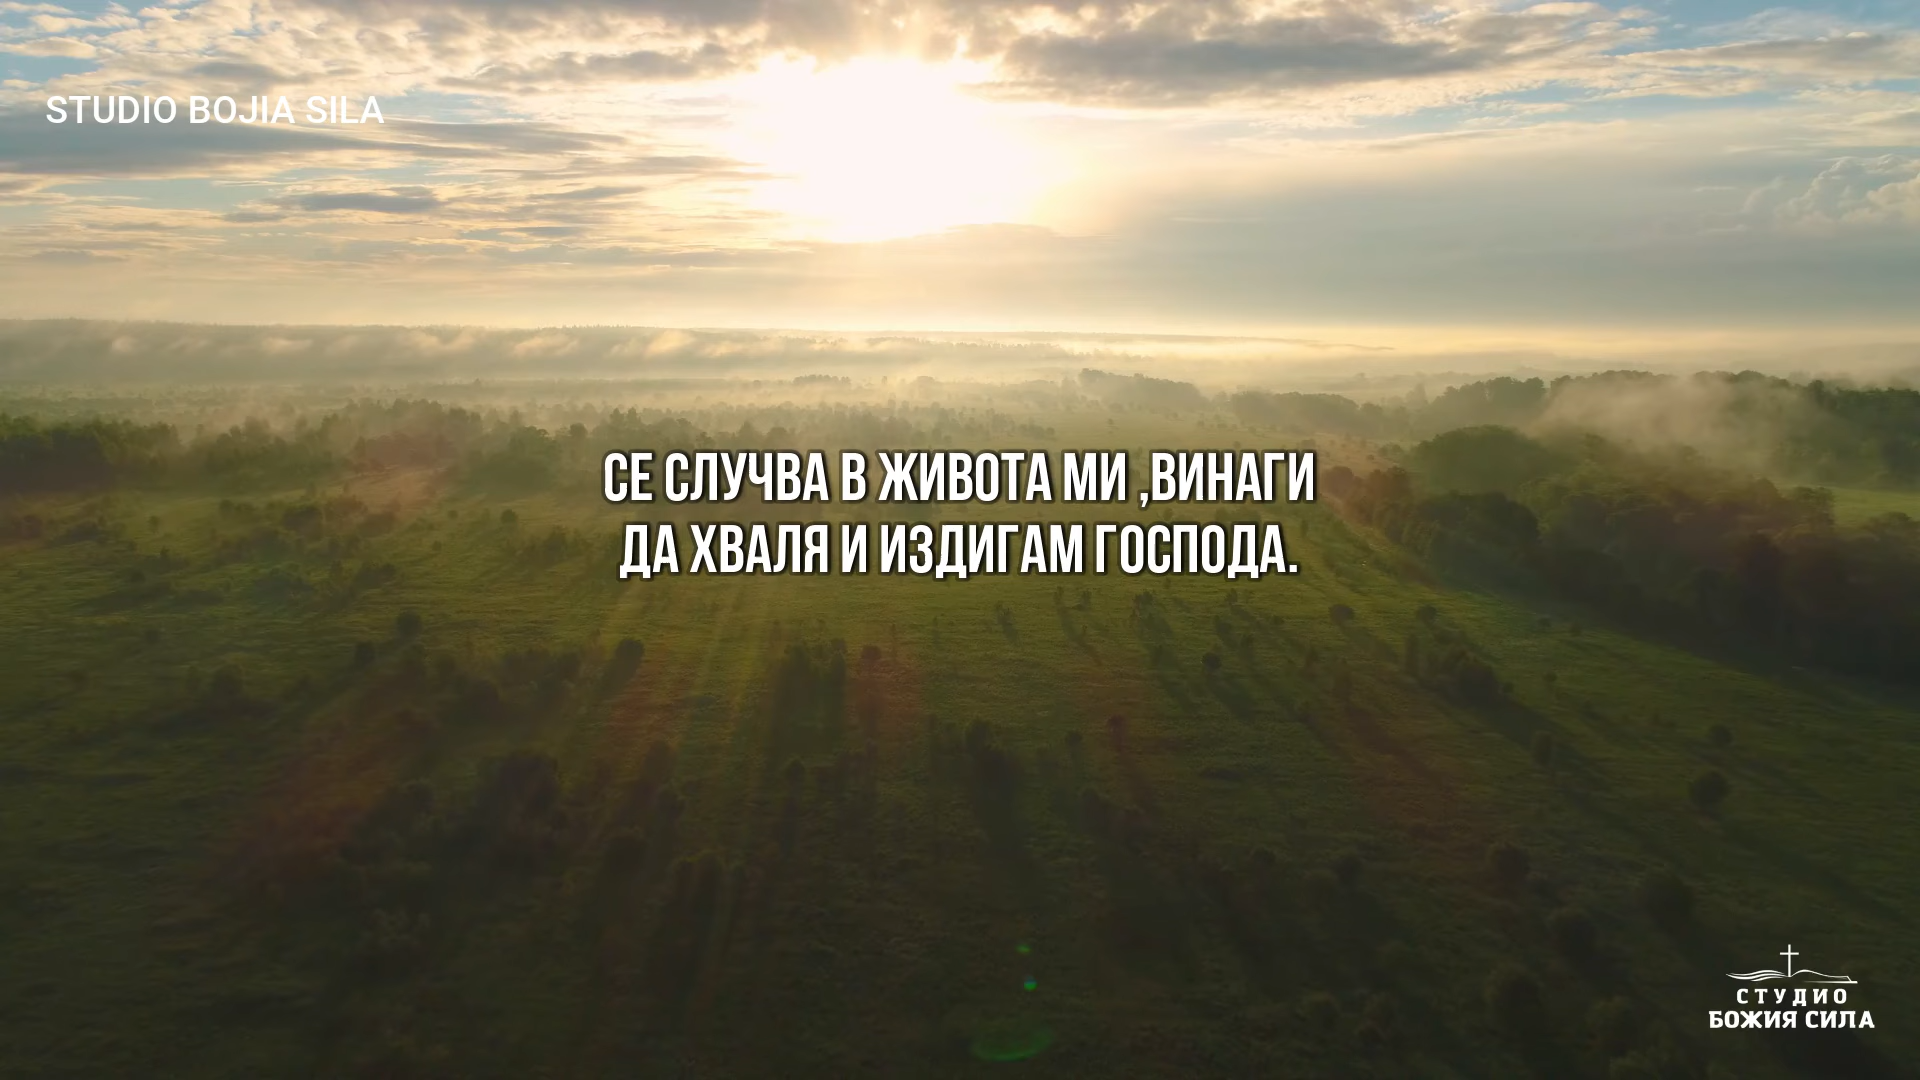 STUDIO BOJIA SILA
СЕ СЛУЧВА В ЖИВОТА МИ ,ВИНАГИ
ДА ХВАЛЯ И ИЗДИГАМ ГОСПОДА.
СТУДИО
БОЖИЯ СИЛА